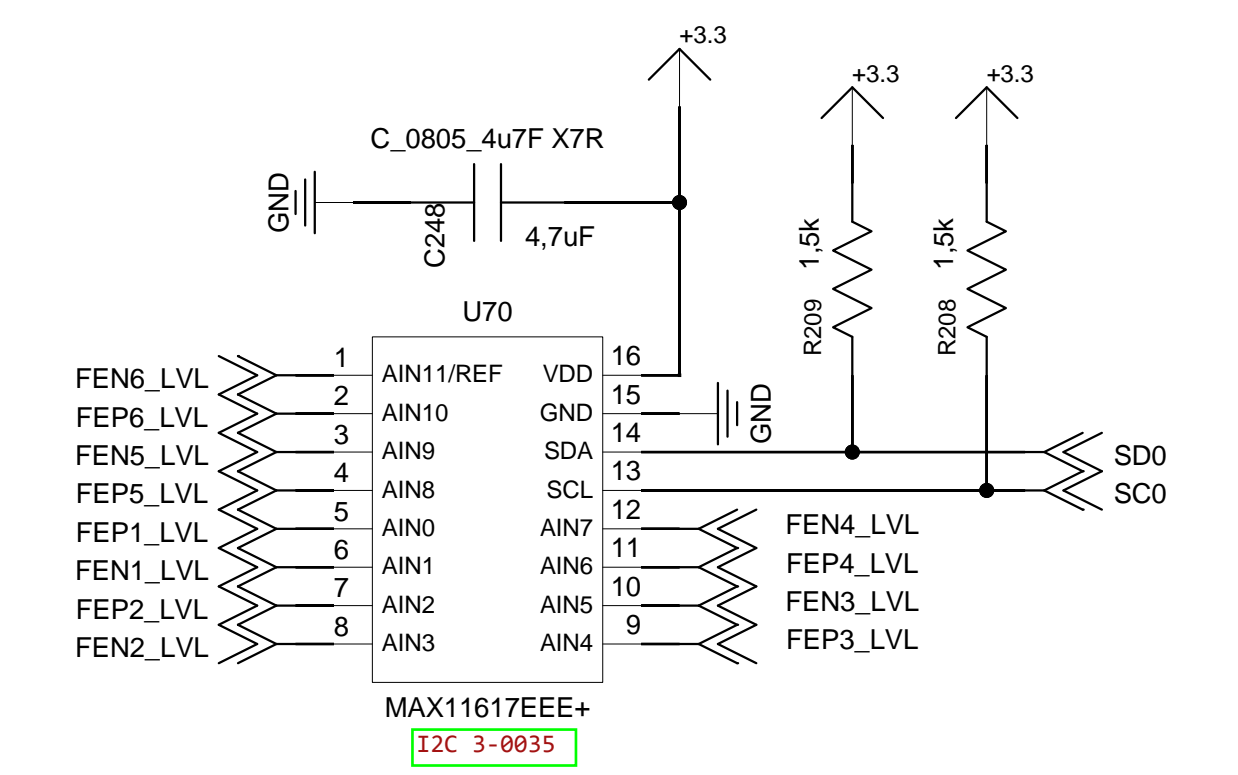 +3.3
+3.3
+3.3
C_0805_4u7F X7R
GND
C248
4,7uF
1,5k
R209
1,5k
R208
U70
FEN6_LVL 1 AIN11/REF VDD 16
FEP6_LVL 2 AIN10 GND 15 GND
FEN5_LVL 3 AIN9 SDA 14 SD0
FEP5_LVL 4 AIN8 SCL 13 SC0
FEP1_LVL 5 AIN0 AIN7 12 FEN4_LVL
FEN1_LVL 6 AIN1 AIN6 11 FEP4_LVL
FEP2_LVL 7 AIN2 AIN5 10 FEN3_LVL
FEN2_LVL 8 AIN3 AIN4 9 FEP3_LVL
MAX11617EEE+
I2C 3-0035